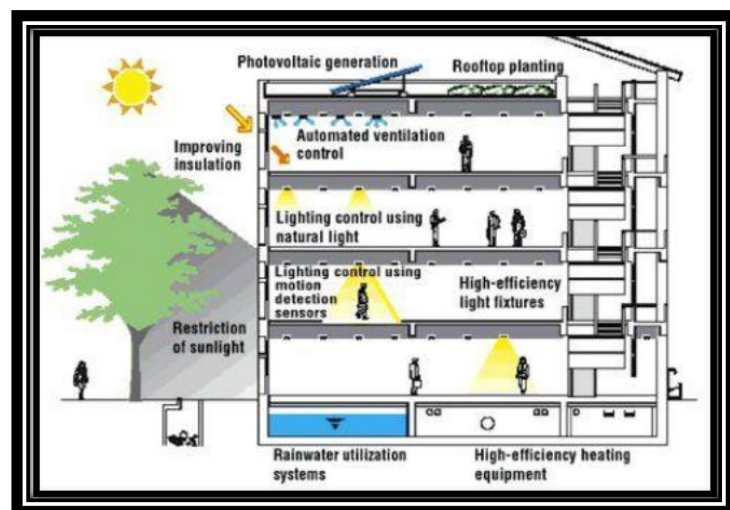 Photovoltaic generation
Rooftop planting
Improving
insulation
Automated ventilation
control
Lighting control using
natural light
Lighting control using
motion
detection
sensors
High-efficiency
light fixtures
Restriction
of sunlight
Rainwater utilization
systems
High-efficiency heating
equipment